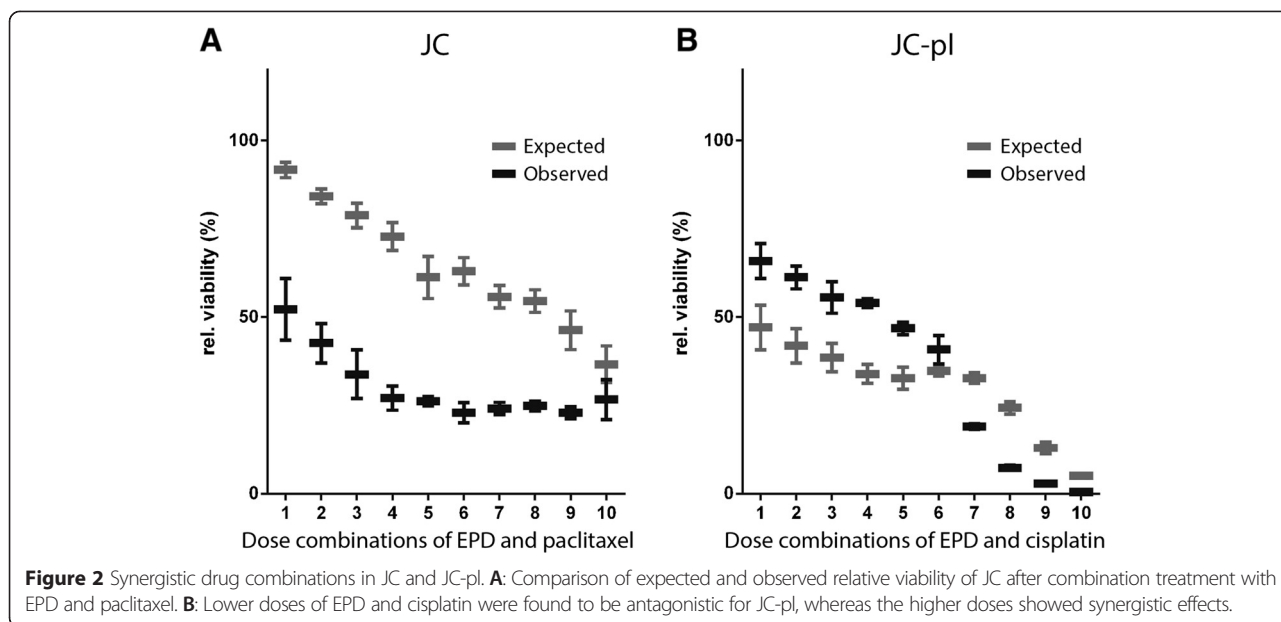 A
JC
100
50
0
rel. viability (%)
Expected
Observed
1 2 3 4 5 6 7 8 9 10
Dose combinations of EPD and paclitaxel
B
JC-pl
100
50
0
rel. viability (%)
Expected
Observed
1 2 3 4 5 6 7 8 9 10
Dose combinations of EPD and cisplatin
Figure 2 Synergistic drug combinations in JC and JC-pl. A: Comparison of expected and observed relative viability of JC after combination treatment with
EPD and paclitaxel. B: Lower doses of EPD and cisplatin were found to be antagonistic for JC-pl, whereas the higher doses showed synergistic effects.